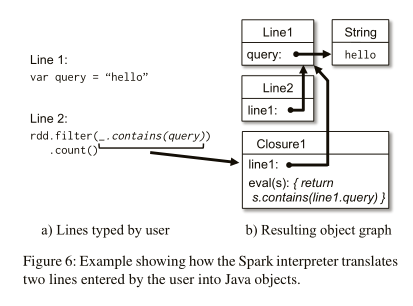 Line 1:
var query = “hello”
Line 2:
rdd.filter(_.contains(query))
.count()
a) Lines typed by user
Line1
query:
String
hello
Line2
line1:
Closure1
line1:
eval(s): { return
s.contains(line1.query) }
b) Resulting object graph
Figure 6: Example showing how the Spark interpreter translates
two lines entered by the user into Java objects.